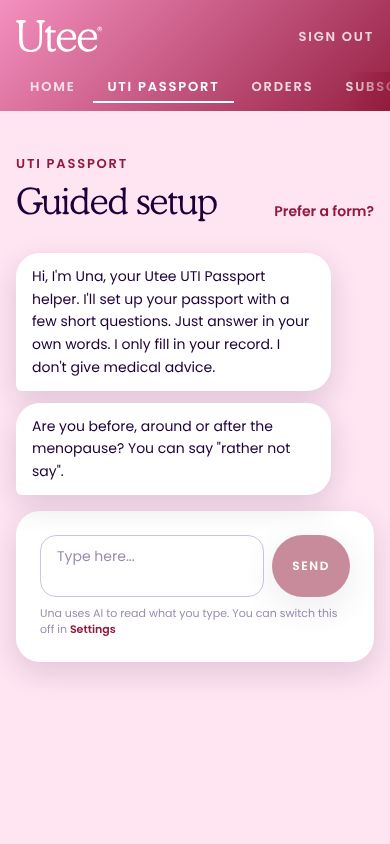 Utee®
SIGN OUT
HOME UTI PASSPORT ORDERS
UTI PASSPORT
Guided setup
Prefer a form?
Hi, I'm Una, your Utee UTI Passport
helper. I'll set up your passport with a
few short questions. Just answer in your
own words. I only fill in your record. I
don't give medical advice.
Are you before, around or after the
menopause? You can say "rather not
say".
Type here...
SEND
Una uses AI to read what you type. You can switch this
off in Settings